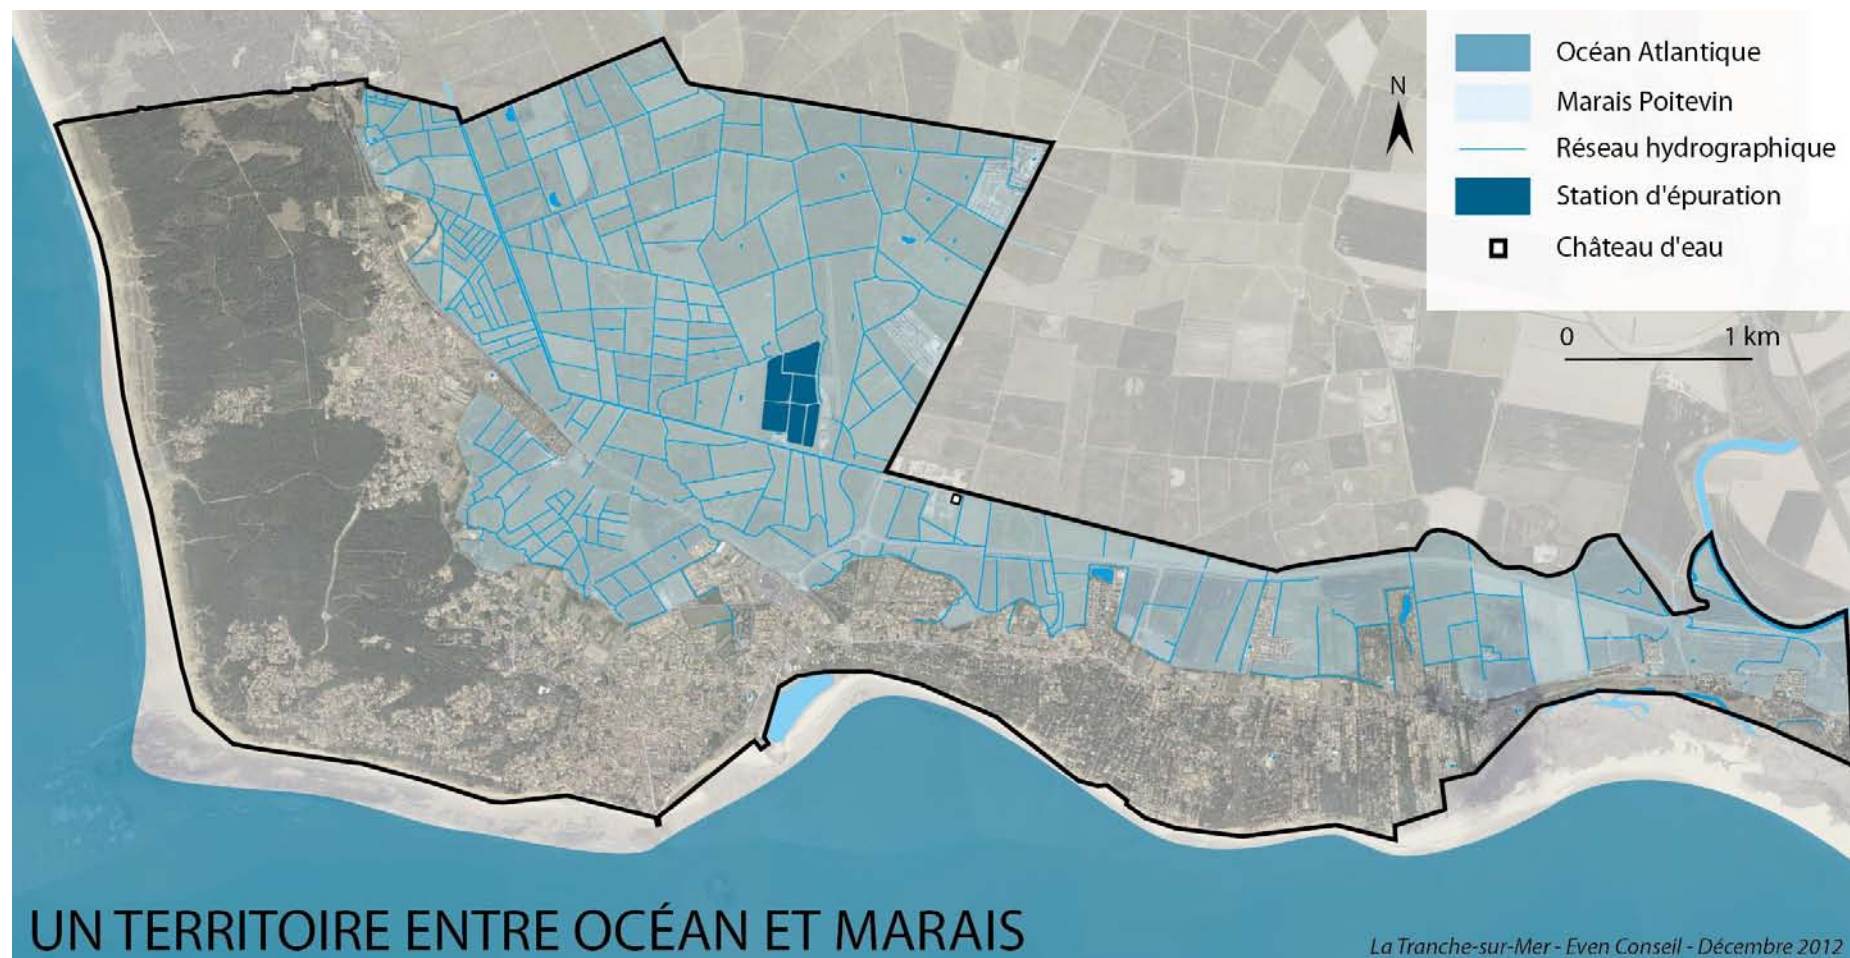 Océan Atlantique
Marais Poitevin
Réseau hydrographique
Station d'épuration
Château d'eau
N
0 1 km
UN TERRITOIRE ENTRE OCÉAN ET MARAIS
La Tranche-sur-Mer - Even Conseil - Décembre 2012